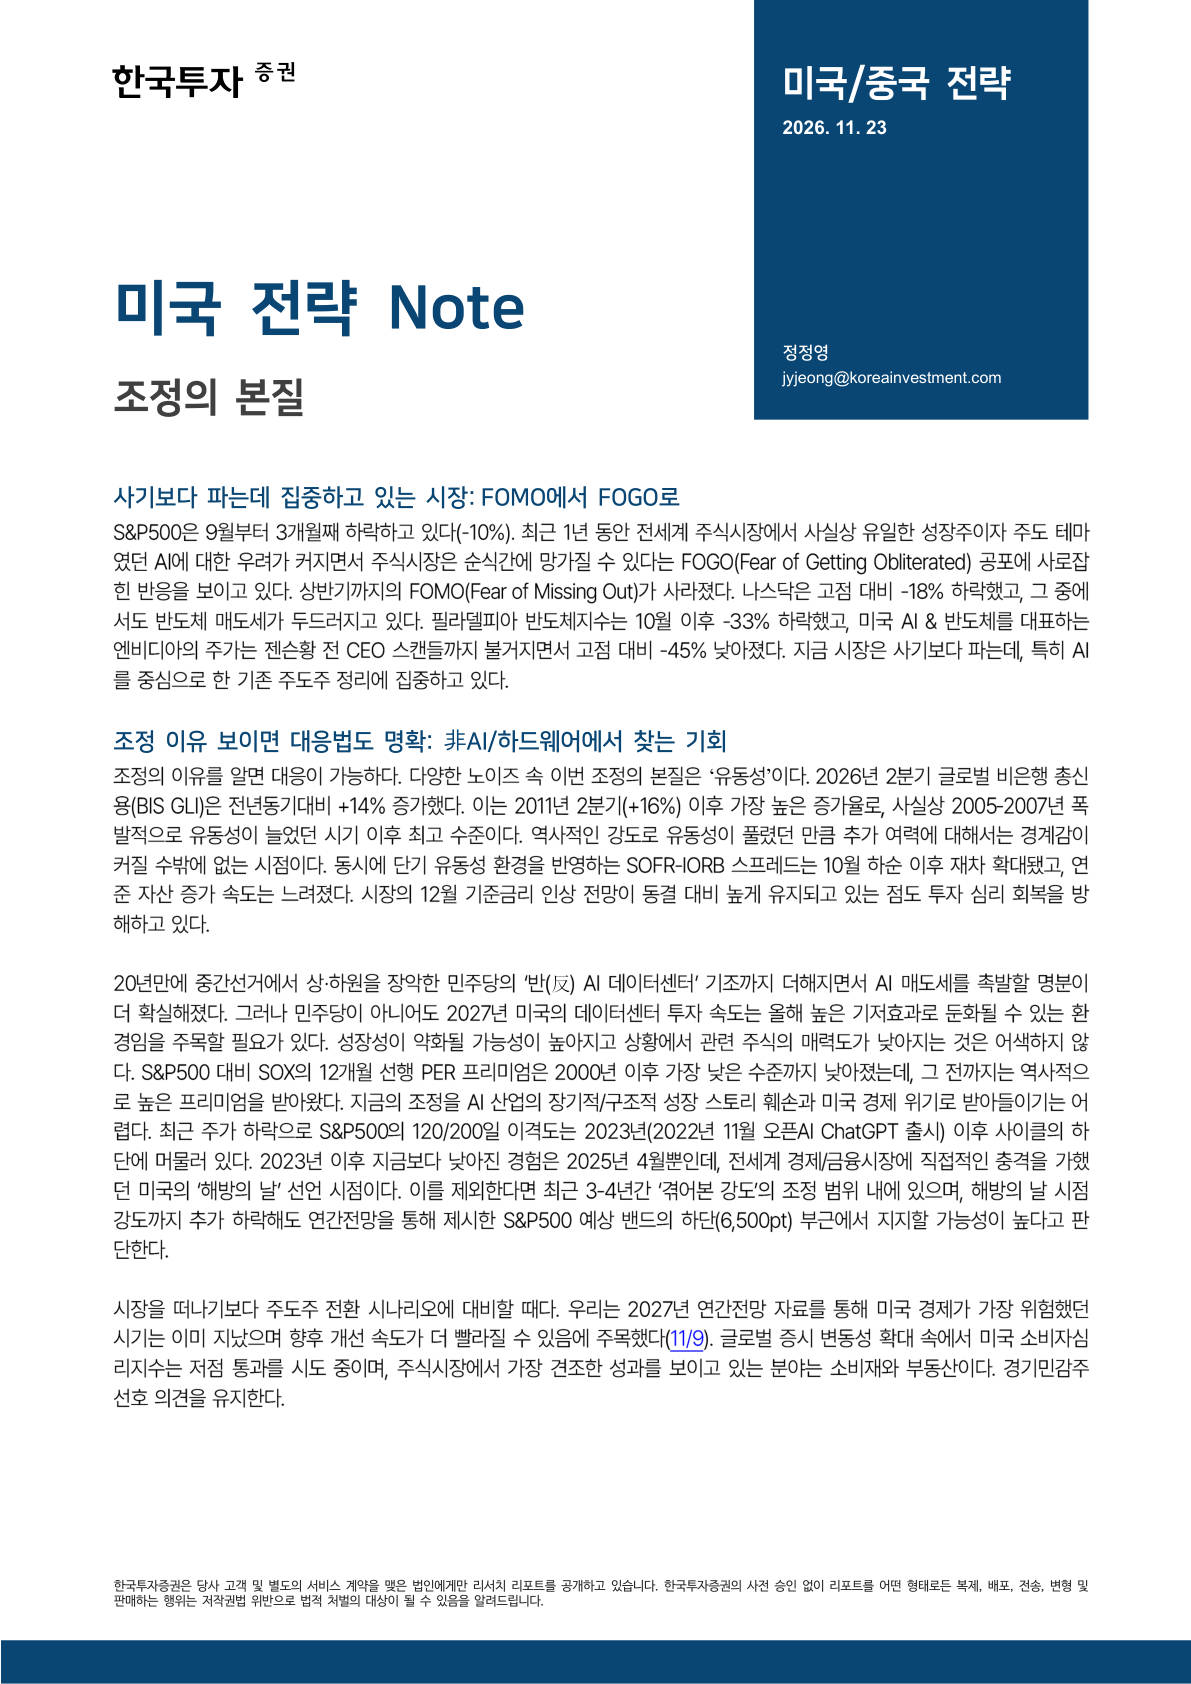 한국투자 증권
미국/중국 전략
2026. 11. 23
미국 전략 Note
조정의 본질
정정영
jyjeong@koreainvestment.com
사기보다 파는데 집중하고 있는 시장: FOMO에서 FOGO로
S&P500은 9월부터 3개월째 하락하고 있다(-10%). 최근 1년 동안 전세계 주식시장에서 사실상 유일한 성장주이자 주도 테마
였던 AI에 대한 우려가 커지면서 주식시장은 순식간에 망가질 수 있다는 FOGO(Fear of Getting Obliterated) 공포에 사로잡
힌 반응을 보이고 있다. 상반기까지의 FOMO(Fear of Missing Out)가 사라졌다. 나스닥은 고점 대비 -18% 하락했고, 그 중에
서도 반도체 매도세가 두드러지고 있다. 필라델피아 반도체지수는 10월 이후 -33% 하락했고, 미국 AI & 반도체를 대표하는
엔비디아의 주가는 젠슨황 전 CEO 스캔들까지 불거지면서 고점 대비 -45% 낮아졌다. 지금 시장은 사기보다 파는데, 특히 AI
를 중심으로 한 기존 주도주 정리에 집중하고 있다.
조정 이유 보이면 대응법도 명확: 非AI/하드웨어에서 찾는 기회
조정의 이유를 알면 대응이 가능하다. 다양한 노이즈 속 이번 조정의 본질은 ‘유동성’이다. 2026년 2분기 글로벌 비은행 총신
용(BIS GLI)은 전년동기대비 +14% 증가했다. 이는 2011년 2분기(+16%) 이후 가장 높은 증가율로, 사실상 2005-2007년 폭
발적으로 유동성이 늘었던 시기 이후 최고 수준이다. 역사적인 강도로 유동성이 풀렸던 만큼 추가 여력에 대해서는 경계감이
커질 수밖에 없는 시점이다. 동시에 단기 유동성 환경을 반영하는 SOFR-IORB 스프레드는 10월 하순 이후 재차 확대됐고, 연
준 자산 증가 속도는 느려졌다. 시장의 12월 기준금리 인상 전망이 동결 대비 높게 유지되고 있는 점도 투자 심리 회복을 방
해하고 있다.
20년만에 중간선거에서 상·하원을 장악한 민주당의 ‘반(反) AI 데이터센터’ 기조까지 더해지면서 AI 매도세를 촉발할 명분이
더 확실해졌다. 그러나 민주당이 아니어도 2027년 미국의 데이터센터 투자 속도는 올해 높은 기저효과로 둔화될 수 있는 환
경임을 주목할 필요가 있다. 성장성이 약화될 가능성이 높아지고 상황에서 관련 주식의 매력도가 낮아지는 것은 어색하지 않
다. S&P500 대비 SOX의 12개월 선행 PER 프리미엄은 2000년 이후 가장 낮은 수준까지 낮아졌는데, 그 전까지는 역사적으
로 높은 프리미엄을 받아왔다. 지금의 조정을 AI 산업의 장기적/구조적 성장 스토리 훼손과 미국 경제 위기로 받아들이기는 어
렵다. 최근 주가 하락으로 S&P500의 120/200일 이격도는 2023년(2022년 11월 오픈AI ChatGPT 출시) 이후 사이클의 하
단에 머물러 있다. 2023년 이후 지금보다 낮아진 경험은 2025년 4월뿐인데, 전세계 경제/금융시장에 직접적인 충격을 가했
던 미국의 ‘해방의 날’ 선언 시점이다. 이를 제외한다면 최근 3-4년간 ‘겪어본 강도’의 조정 범위 내에 있으며, 해방의 날 시점
강도까지 추가 하락해도 연간전망을 통해 제시한 S&P500 예상 밴드의 하단(6,500pt) 부근에서 지지할 가능성이 높다고 판
단한다.
시장을 떠나기보다 주도주 전환 시나리오에 대비할 때다. 우리는 2027년 연간전망 자료를 통해 미국 경제가 가장 위험했던
시기는 이미 지났으며 향후 개선 속도가 더 빨라질 수 있음에 주목했다(11/9). 글로벌 증시 변동성 확대 속에서 미국 소비자심
리지수는 저점 통과를 시도 중이며, 주식시장에서 가장 견조한 성과를 보이고 있는 분야는 소비재와 부동산이다. 경기민감주
선호 의견을 유지한다.
한국투자증권은 당사 고객 및 별도의 서비스 계약을 맺은 법인에게만 리서치 리포트를 공개하고 있습니다. 한국투자증권의 사전 승인 없이 리포트를 어떤 형태로든 복제, 배포, 전송, 변형 및
판매하는 행위는 저작권법 위반으로 법적 처벌의 대상이 될 수 있음을 알려드립니다.